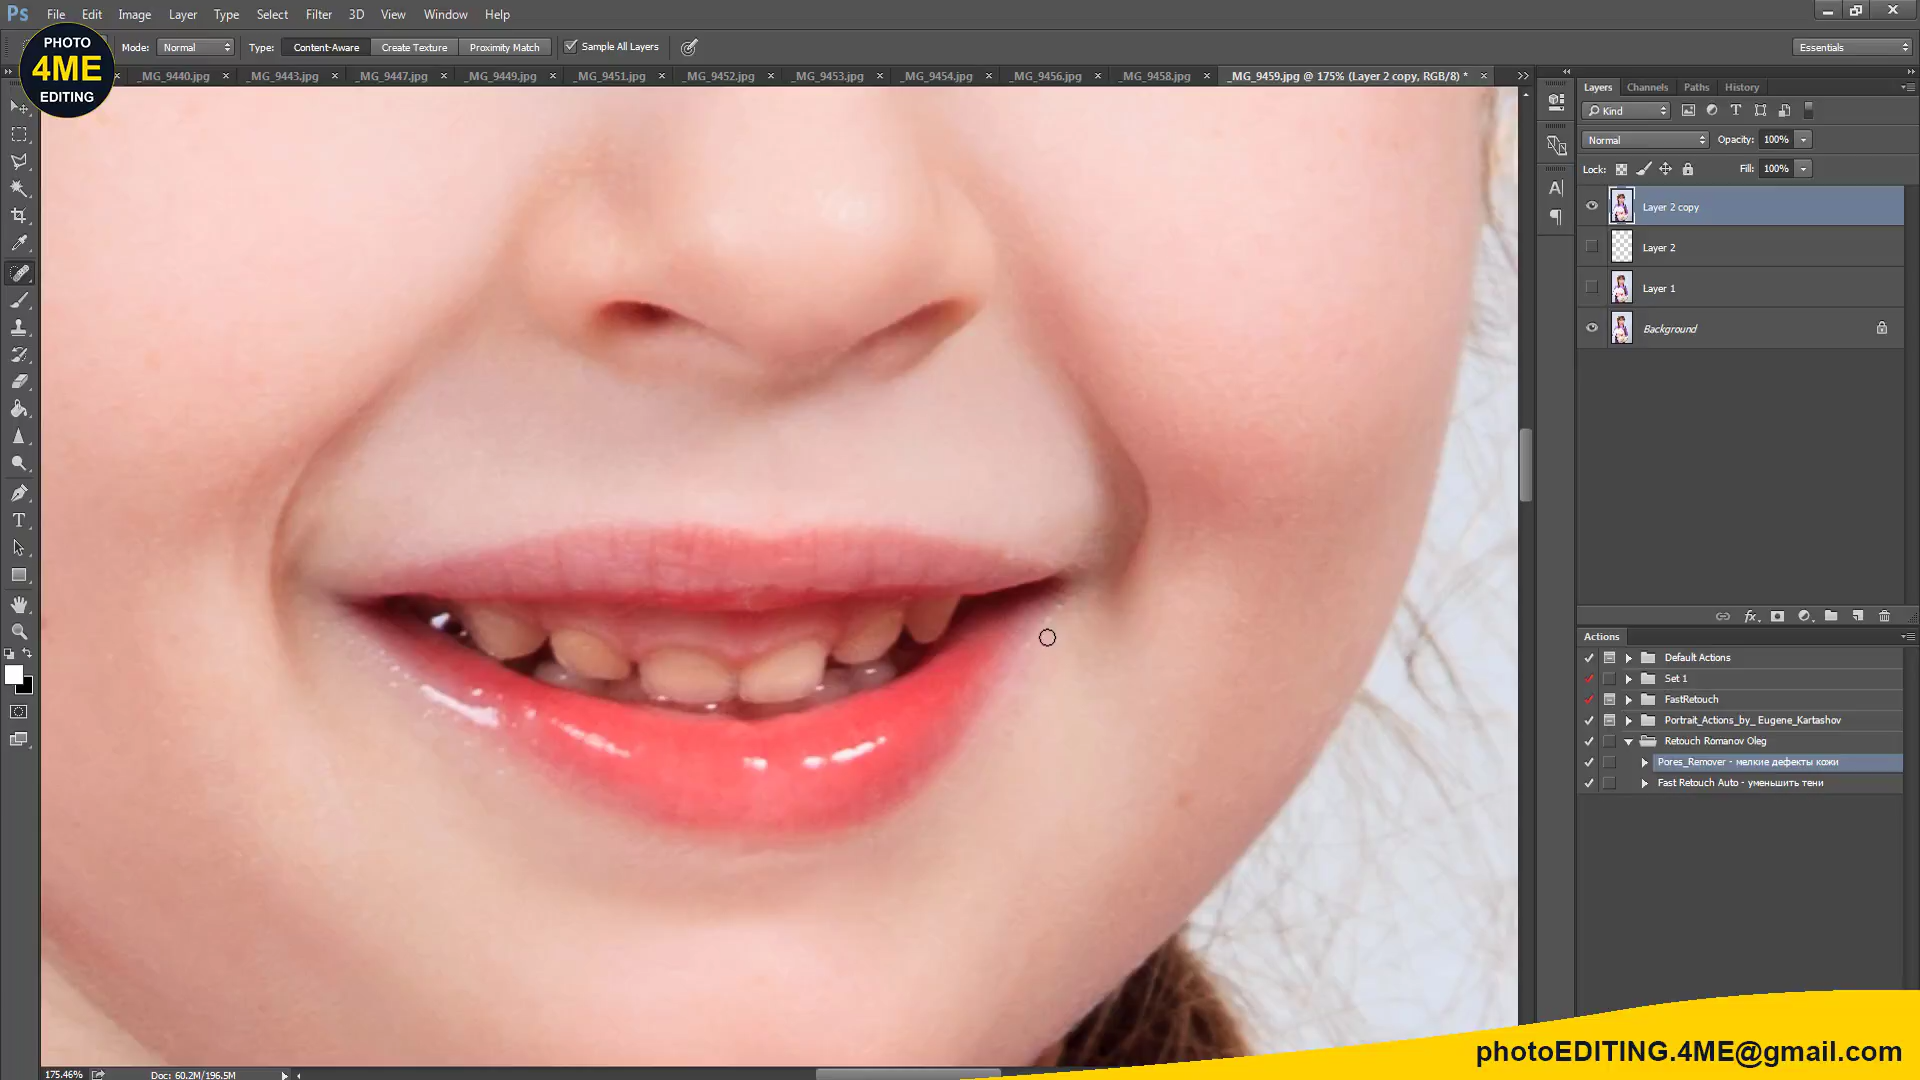 Ps File Edit Image Layer Type Select Filter 3D View Window Help
PHOTO
4ME
EDITING
Mode: Normal Type: Content-Aware Create Texture Proximity Match Sample All Layers Essentials
_MG_9440.jpg _MG_9443.jpg _MG_9447.jpg _MG_9449.jpg _MG_9451.jpg _MG_9452.jpg _MG_9453.jpg _MG_9454.jpg _MG_9456.jpg _MG_9458.jpg _MG_9459.jpg @ 175% (Layer 2 copy, RGB/8) *
Layers Channels Paths History
Kind
Normal Opacity: 100%
Lock: Fill: 100%
Layer 2 copy
Layer 2
Layer 1
Background
Actions
Default Actions
Set 1
FastRetouch
Portrait_Actions_by_ Eugene_Kartashov
Retouch Romanov Oleg
Pores_Remover - мелкие дефекты кожи
Fast Retouch Auto - уменьшить тени
photoEDITING.4ME@gmail.com
175.46% Doc: 60.2M/196.5M